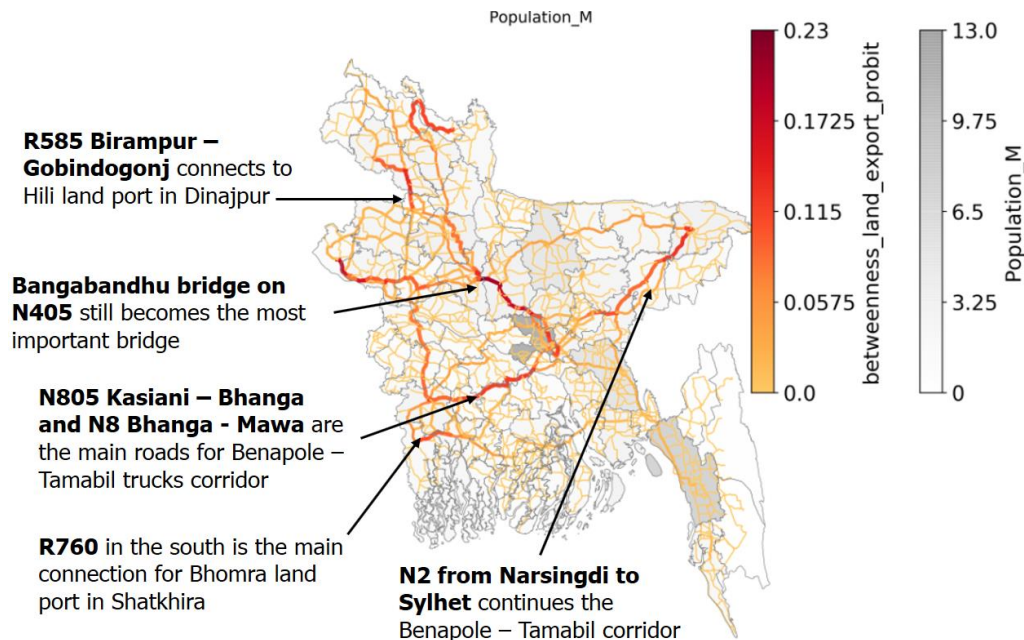 Population_M
0.23
0.1725
0.115
0.0575
0.0
betweenness_land_export_probit
13.0
9.75
6.5
3.25
0
Population_M
R585 Birampur –
Gobindogonj connects to
Hili land port in Dinajpur
Bangabandhu bridge on
N405 still becomes the most
important bridge
N805 Kasiani – Bhanga
and N8 Bhanga - Mawa are
the main roads for Benapole –
Tamabil trucks corridor
R760 in the south is the main
connection for Bhomra land
port in Shatkhira
N2 from Narsingdi to
Sylhet continues the
Benapole – Tamabil corridor